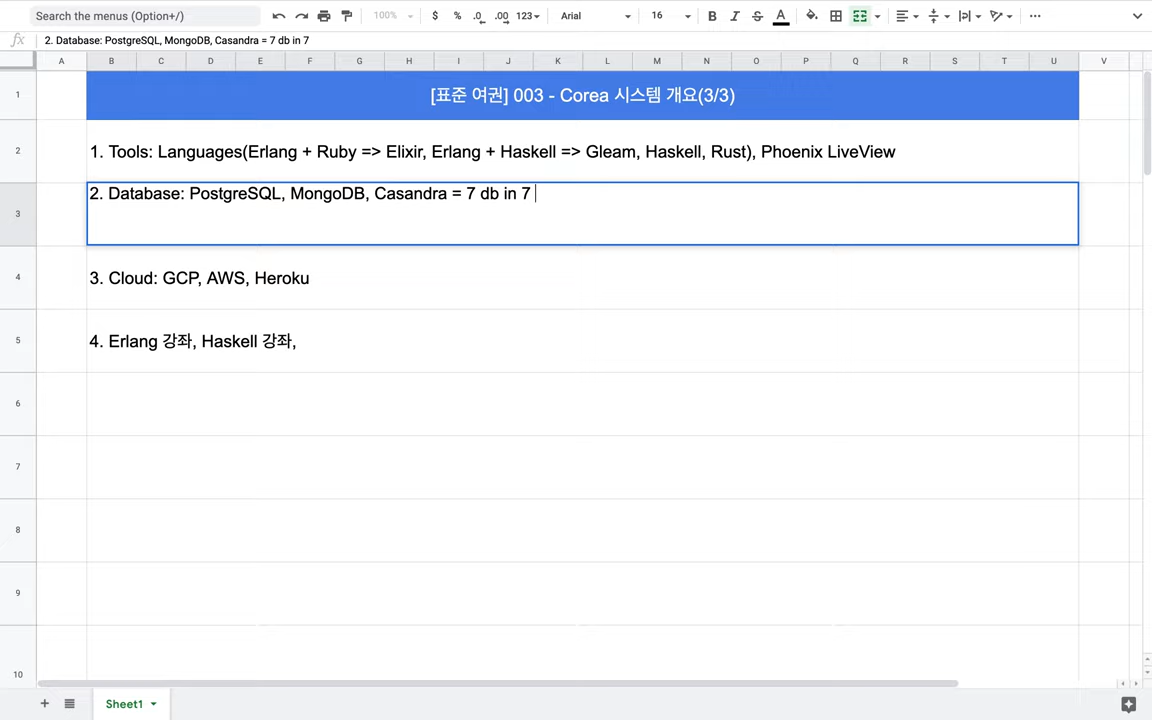 Search the menus (Option+/) 100% $ % .0 .00 123 Arial 16 B I S A
fx 2. Database: PostgreSQL, MongoDB, Casandra = 7 db in 7
A B C D E F G H I J K L M N O P Q R S T U V
1 [표준 여권] 003 - Corea 시스템 개요(3/3)
2 1. Tools: Languages(Erlang + Ruby => Elixir, Erlang + Haskell => Gleam, Haskell, Rust), Phoenix LiveView
3 2. Database: PostgreSQL, MongoDB, Casandra = 7 db in 7
4 3. Cloud: GCP, AWS, Heroku
5 4. Erlang 강좌, Haskell 강좌,
6
7
8
9
10
Sheet1